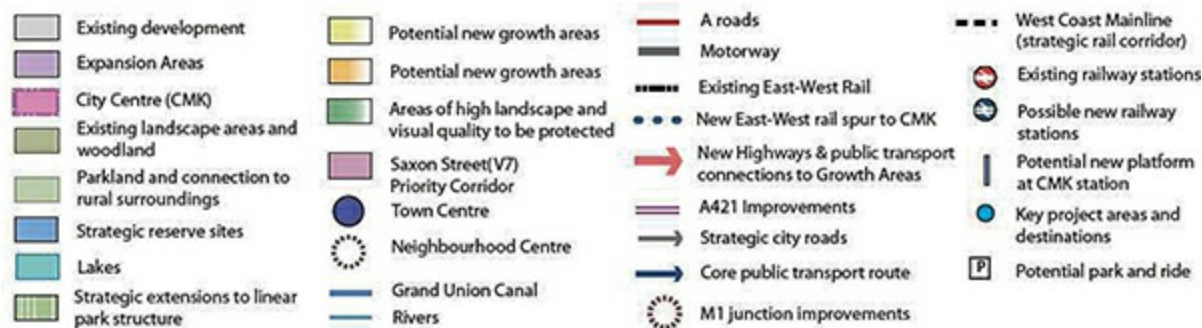 Existing development
Expansion Areas
City Centre (CMK)
Existing landscape areas and
woodland
Parkland and connection to
rural surroundings
Strategic reserve sites
Lakes
Strategic extensions to linear
park structure
Potential new growth areas
Potential new growth areas
Areas of high landscape and
visual quality to be protected
Saxon Street(V7)
Priority Corridor
Town Centre
Neighbourhood Centre
Grand Union Canal
Rivers
A roads
Motorway
Existing East-West Rail
New East-West rail spur to CMK
New Highways & public transport
connections to Growth Areas
A421 Improvements
Strategic city roads
Core public transport route
M1 junction improvements
West Coast Mainline
(strategic rail corridor)
Existing railway stations
Possible new railway
stations
Potential new platform
at CMK station
Key project areas and
destinations
P Potential park and ride